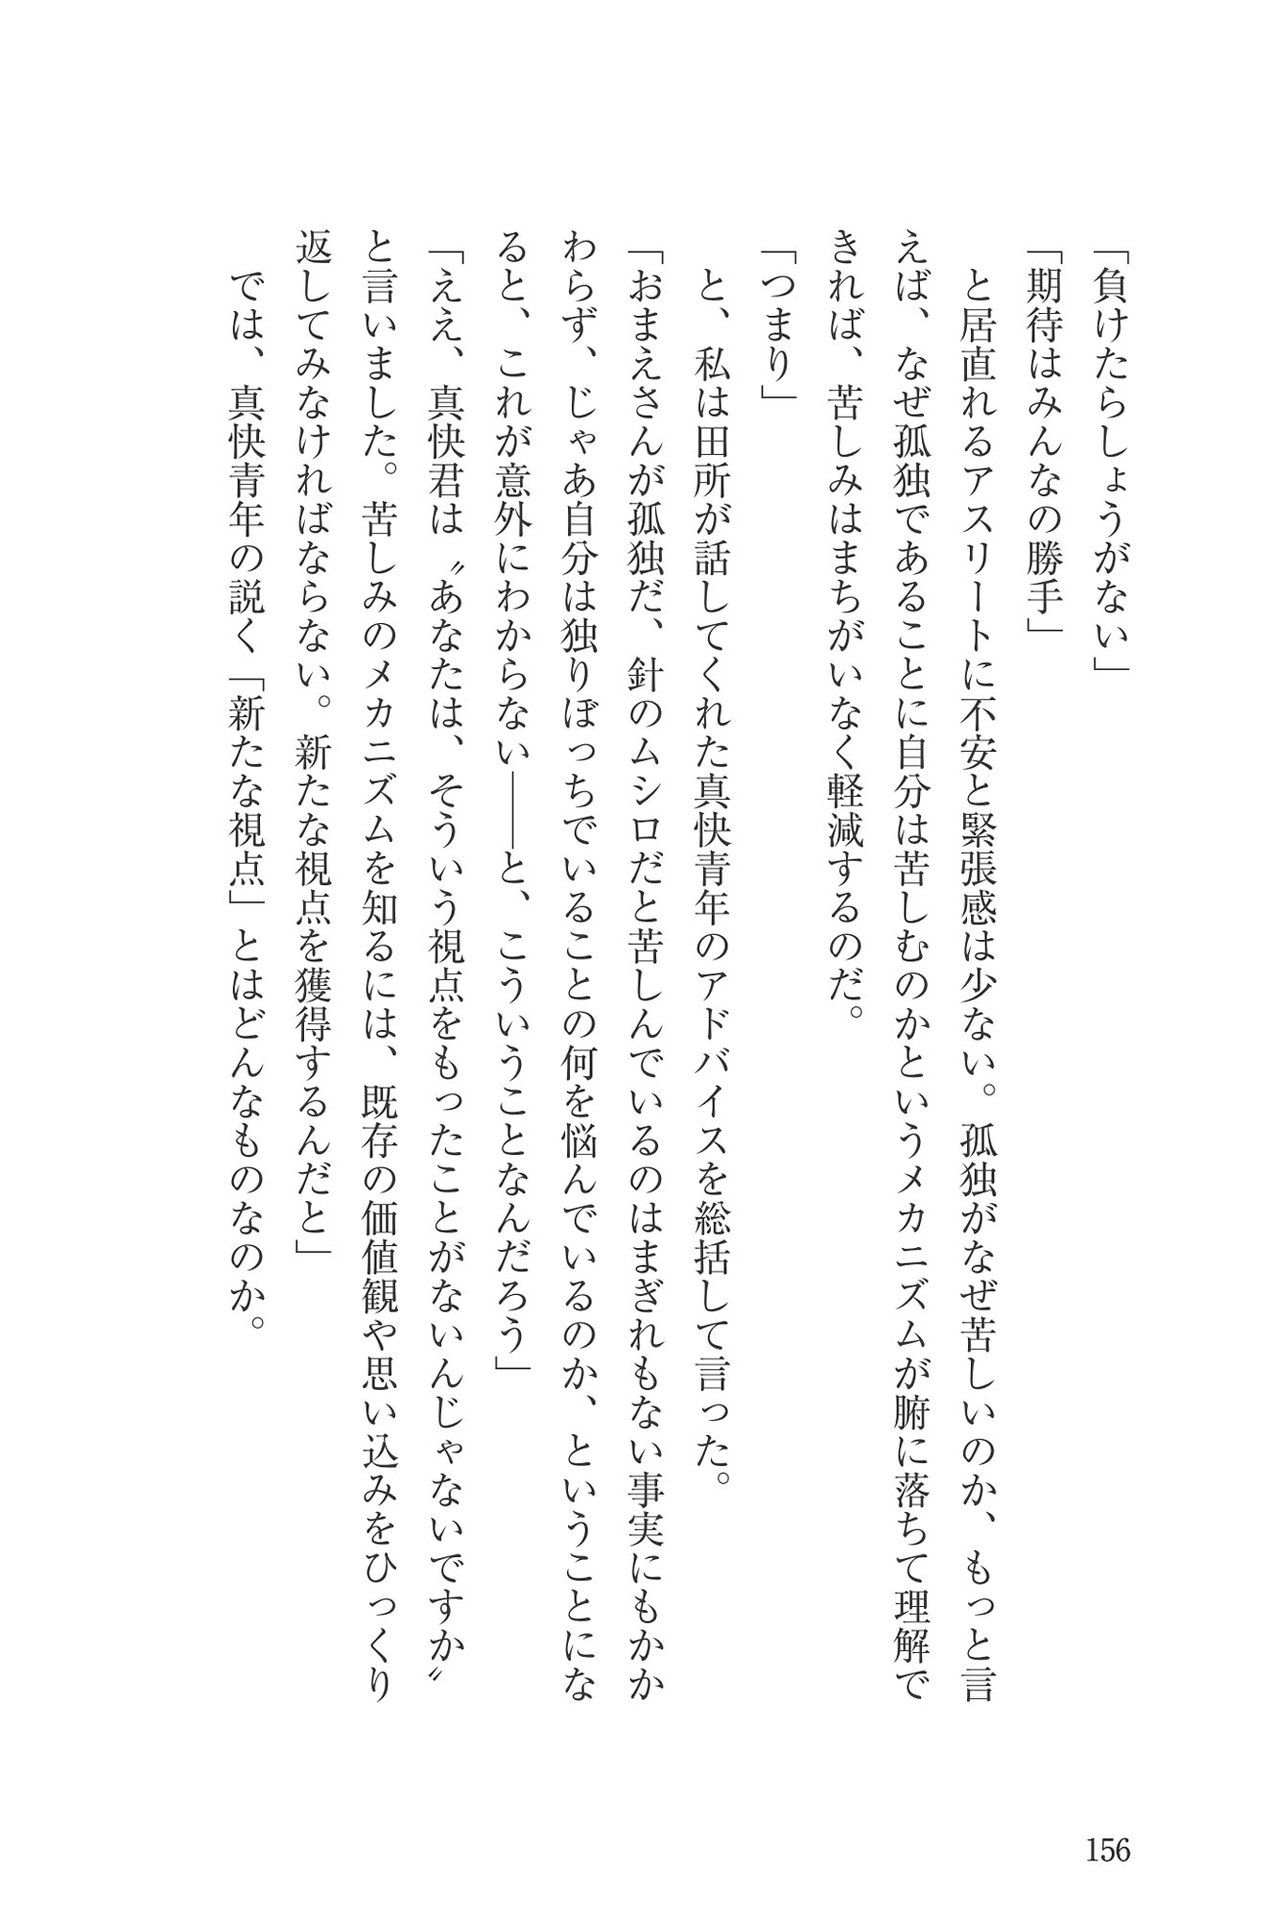 「負けたらしょうがない」
「期待はみんなの勝手」
　と居直れるアスリートに不安と緊張感は少ない。孤独がなぜ苦しいのか、もっと言
えば、なぜ孤独であることに自分は苦しむのかというメカニズムが腑に落ちて理解で
きれば、苦しみはまちがいなく軽減するのだ。
「つまり」
　と、私は田所が話してくれた真快青年のアドバイスを総括して言った。
「おまえさんが孤独だ、針のムシロだと苦しんでいるのはまぎれもない事実にもかか
わらず、じゃあ自分は独りぼっちでいることの何を悩んでいるのか、ということにな
ると、これが意外にわからない――と、こういうことなんだろう」
「ええ、真快君は〝あなたは、そういう視点をもったことがないんじゃないですか〟
と言いました。苦しみのメカニズムを知るには、既存の価値観や思い込みをひっくり
返してみなければならない。新たな視点を獲得するんだと」
　では、真快青年の説く「新たな視点」とはどんなものなのか。
156